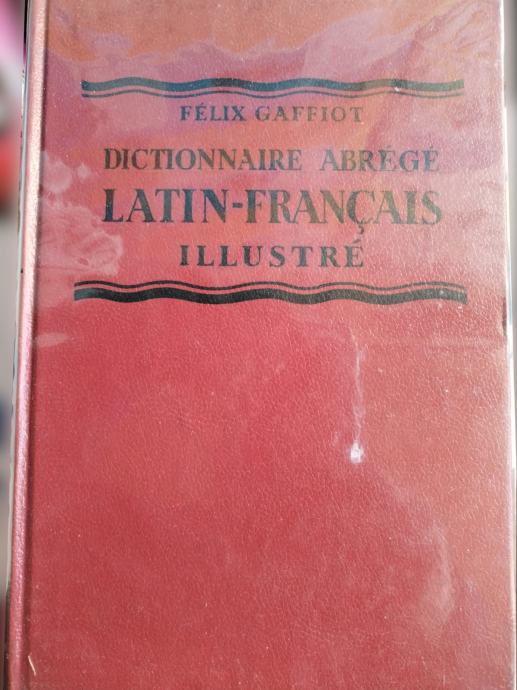 FÉLIX GAFFIOT
DICTIONNAIRE ABRÉGÉ
LATIN-FRANÇAIS
ILLUSTRÉ